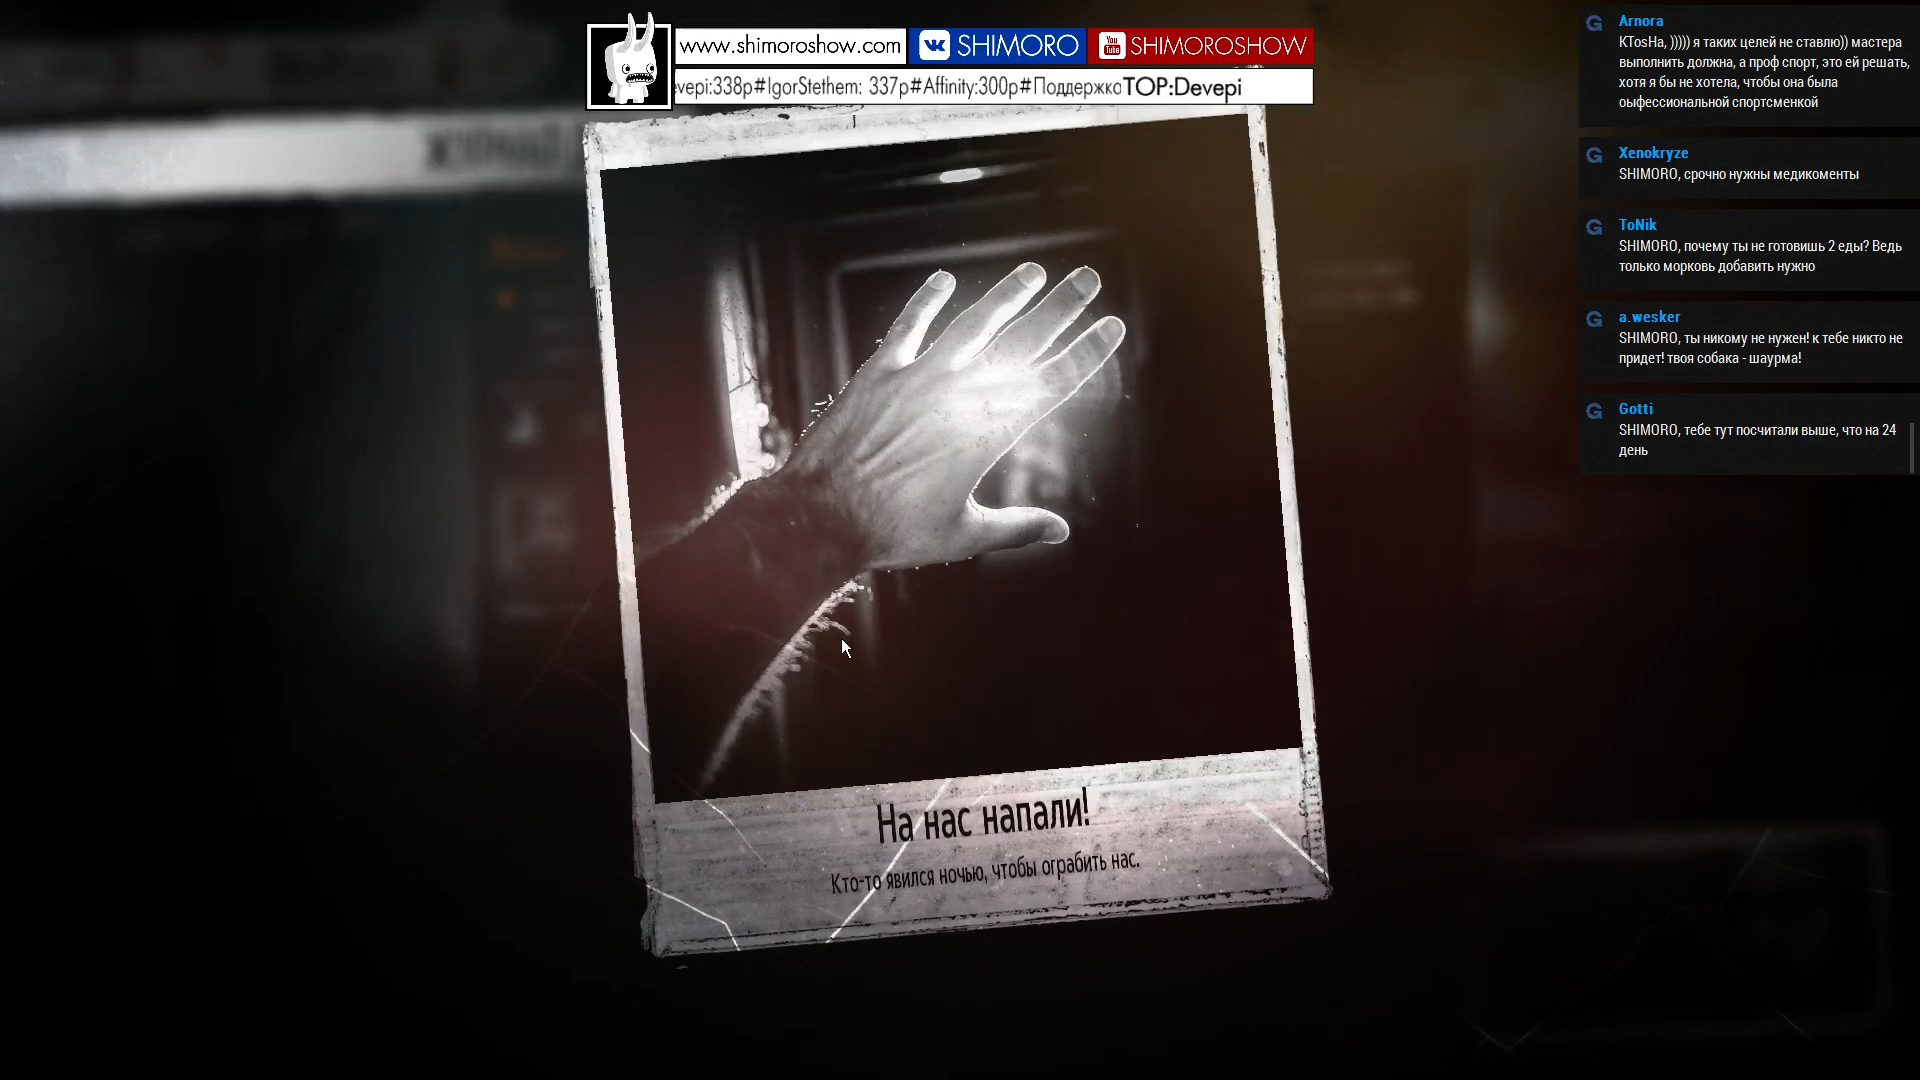 www.shimoroshow.com
SHIMORO
You Tube SHIMOROSHOW
evepi:338р#IgorStethem: 337р#Affinity:300р#Поддержко
TOP:Devepi
На нас напали!
Кто-то явился ночью, чтобы ограбить нас.
Arnora
KTosHa, ))))) я таких целей не ставлю)) мастера
выполнить должна, а проф спорт, это ей решать,
хотя я бы не хотела, чтобы она была
оыфессиональной спортсменкой
Xenokryze
SHIMORO, срочно нужны медикоменты
ToNik
SHIMORO, почему ты не готовишь 2 еды? Ведь
только морковь добавить нужно
a.wesker
SHIMORO, ты никому не нужен! к тебе никто не
придет! твоя собака - шаурма!
Gotti
SHIMORO, тебе тут посчитали выше, что на 24
день